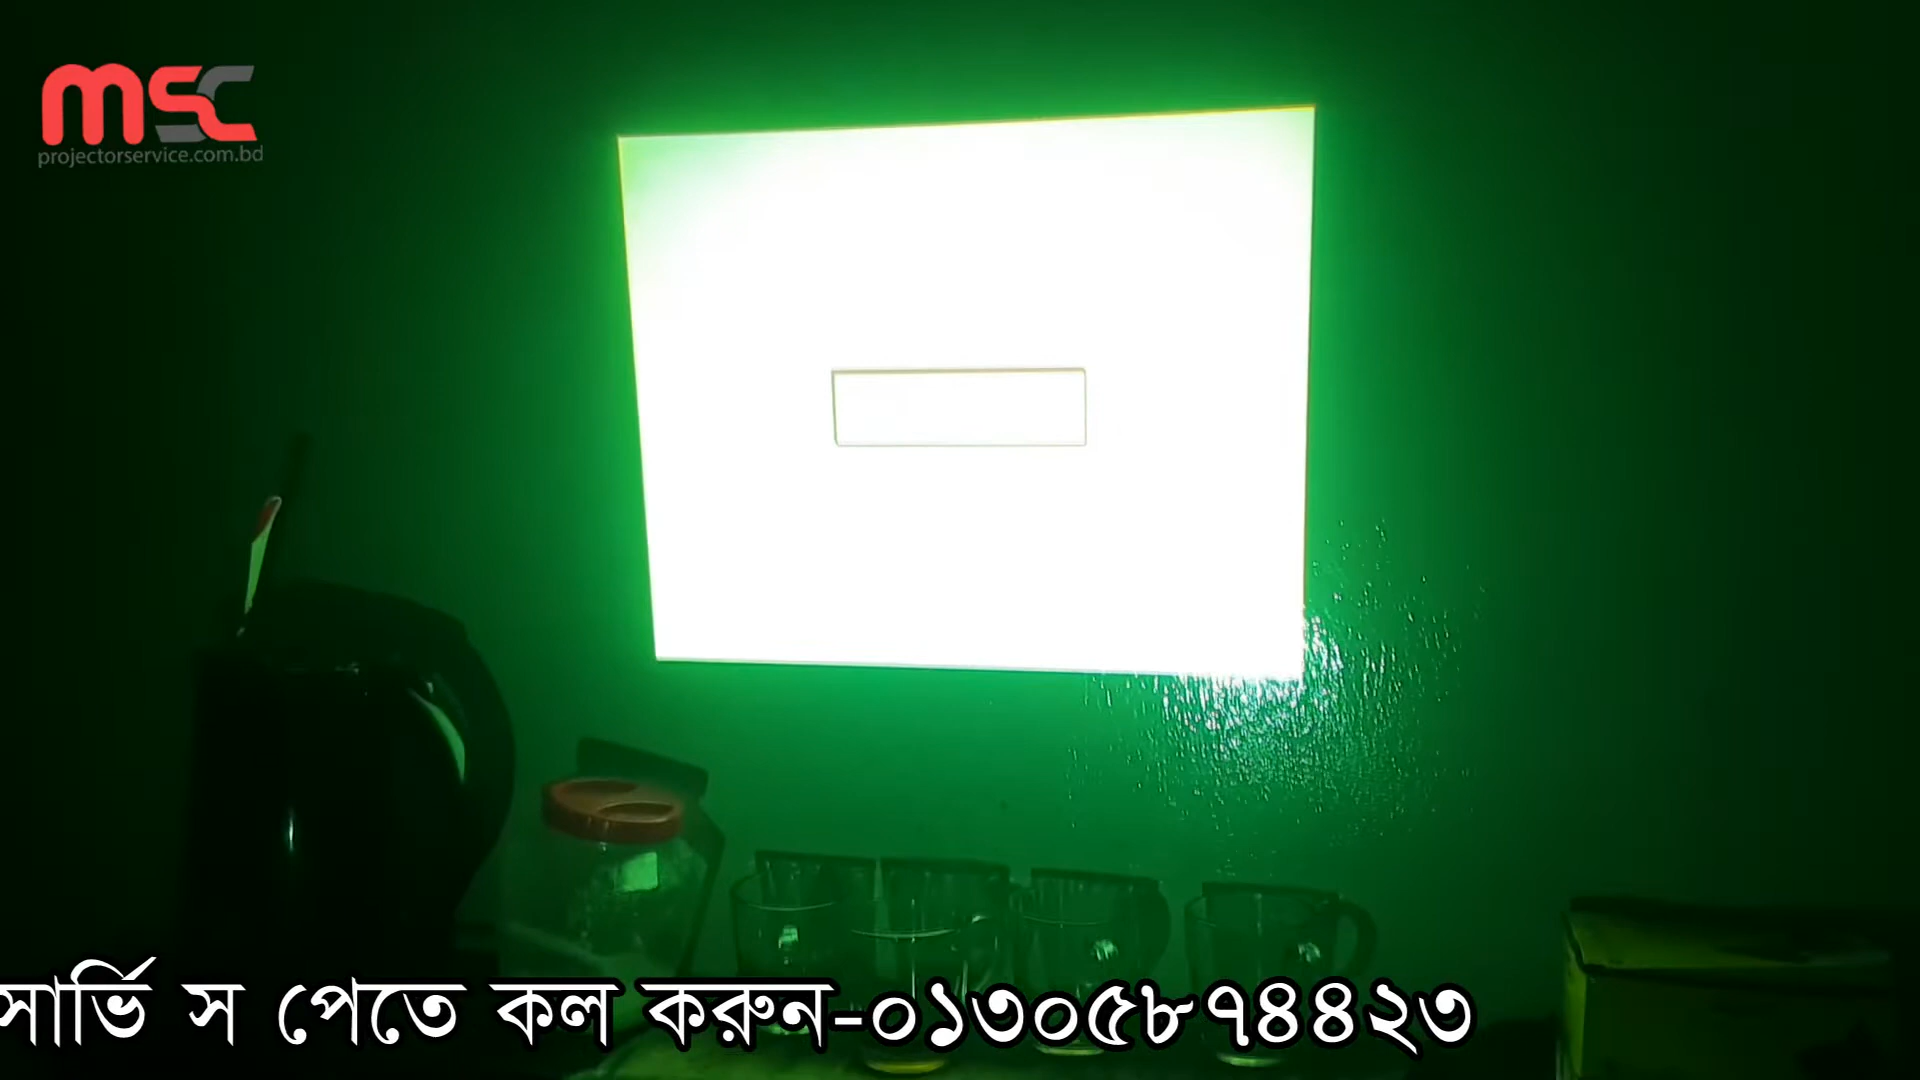 msc
projectorservice.com.bd
সার্ভি স পেতে কল করুন-০১৩০৫৮৭৪৪২৩